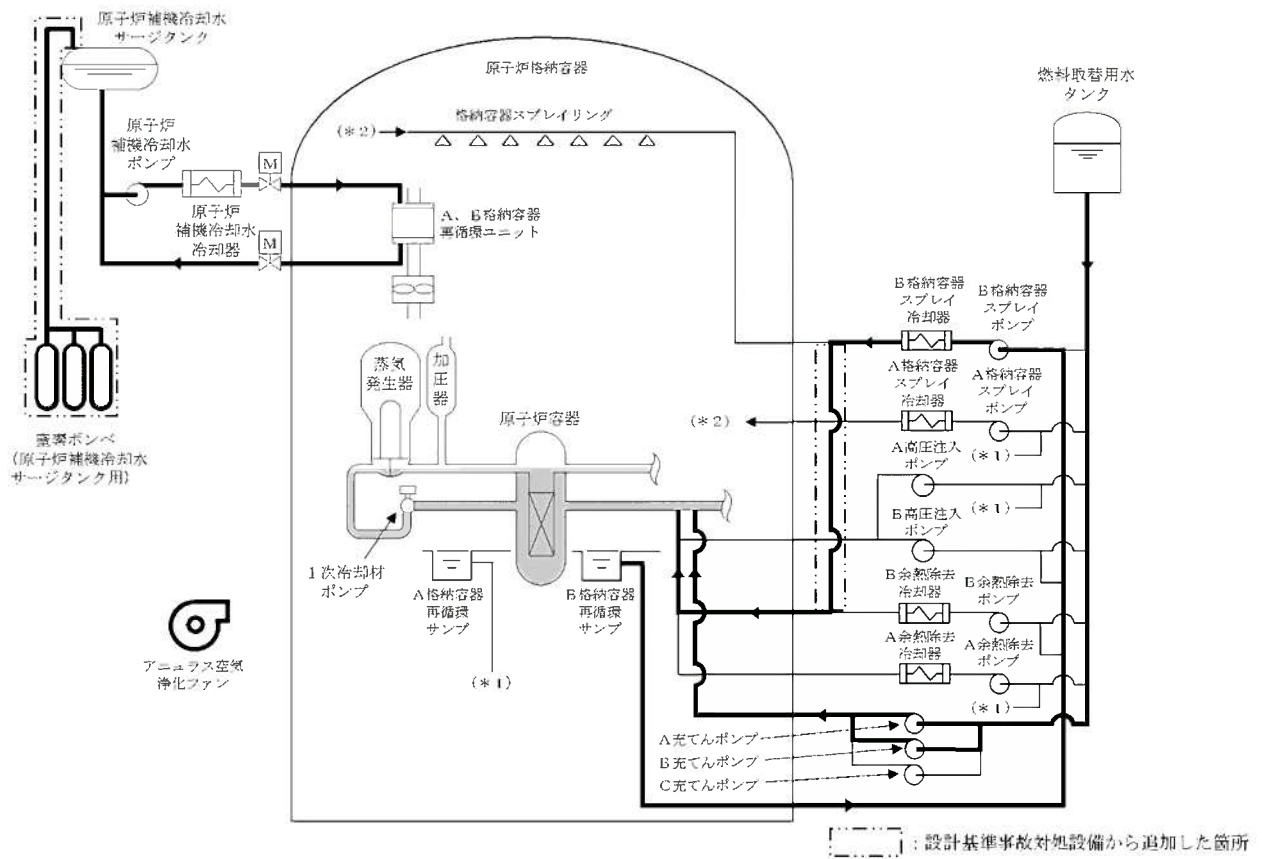 原子炉補機冷却水
サージタンク
原子炉格納容器
燃料取替用水
タンク
格納容器スプレイリング
(*2)
原子炉
補機冷却水
ポンプ
M
原子炉
補機冷却水
冷却器
M
A、B格納容器
再循環ユニット
B格納容器
スプレイ
冷却器
B格納容器
スプレイ
ポンプ
蒸気
発生器
加
圧
器
A格納容器
スプレイ
冷却器
A格納容器
スプレイ
ポンプ
原子炉容器
(*2)
窒素ボンベ
(原子炉補機冷却水
サージタンク用)
A高圧注入
ポンプ
(*1)
(*1)
B高圧注入
ポンプ
1次冷却材
ポンプ
A格納容器
再循環
サンプ
B格納容器
再循環
サンプ
B余熱除去
冷却器
B余熱除去
ポンプ
アニュラス空気
浄化ファン
A余熱除去
冷却器
A余熱除去
ポンプ
(*1)
(*1)
A充てんポンプ
B充てんポンプ
C充てんポンプ
:設計基準事故対処設備から追加した箇所